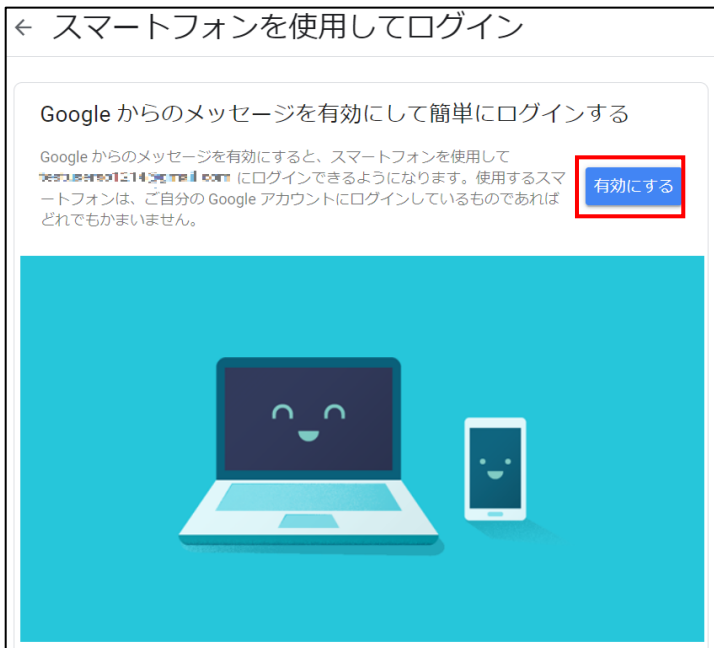 ← スマートフォンを使用してログイン
Google からのメッセージを有効にして簡単にログインする
Google からのメッセージを有効にすると、スマートフォンを使用して
にログインできるようになります。使用するスマ
ートフォンは、ご自分の Google アカウントにログインしているものであれば
どれでもかまいません。
有効にする